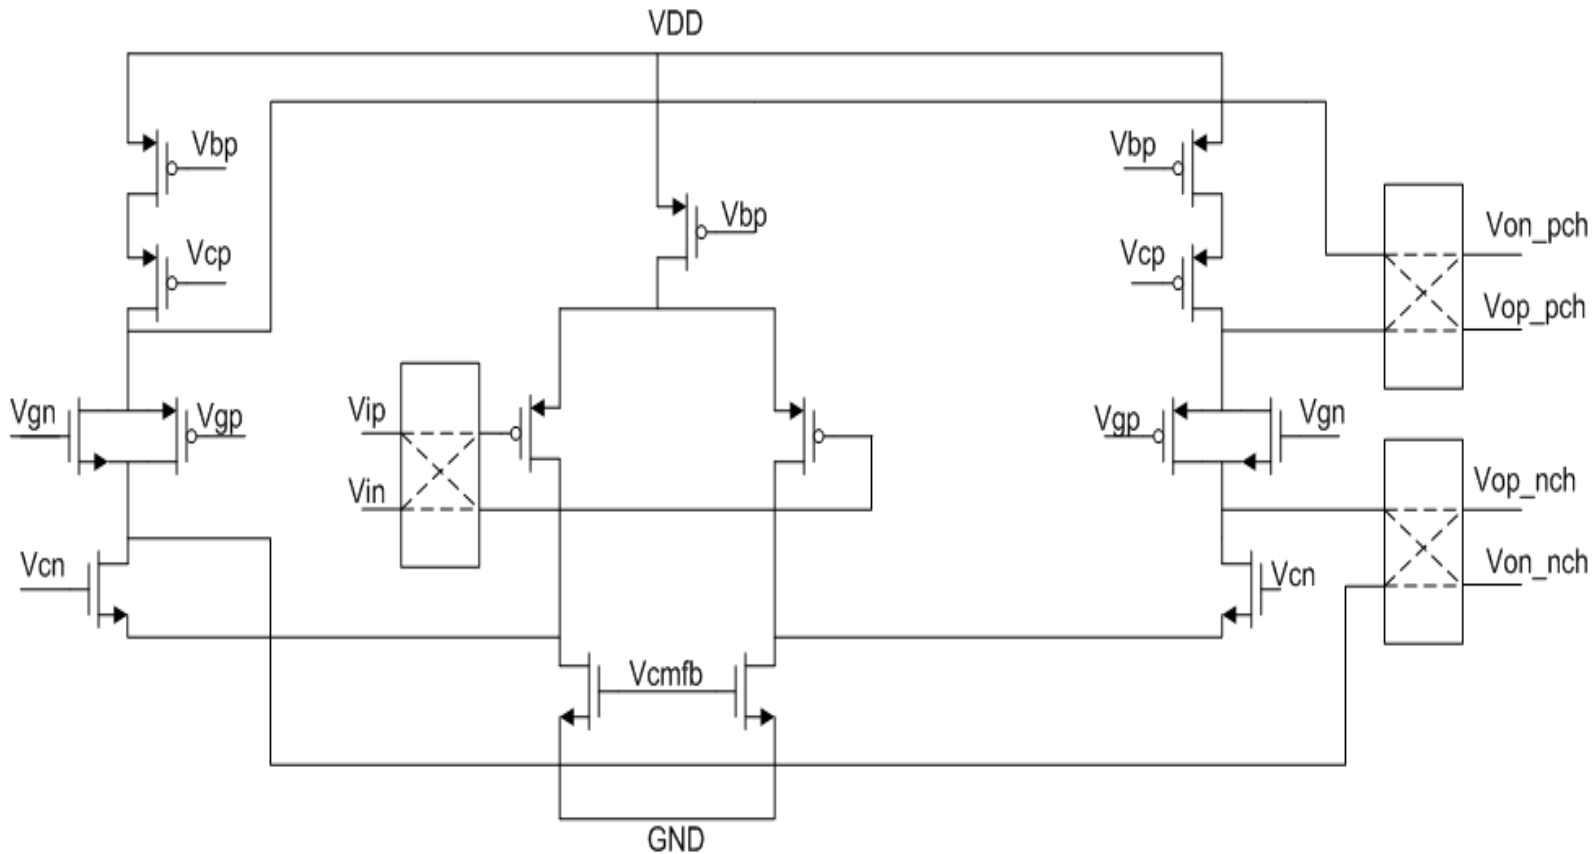 VDD
Vbp
Vbp
Vbp
Von_pch
Vcp
Vcp
Vop_pch
Vgn
Vgp
Vip
Vgp
Vgn
Vin
Vop_nch
Vcn
Vcn
Von_nch
Vcmfb
GND